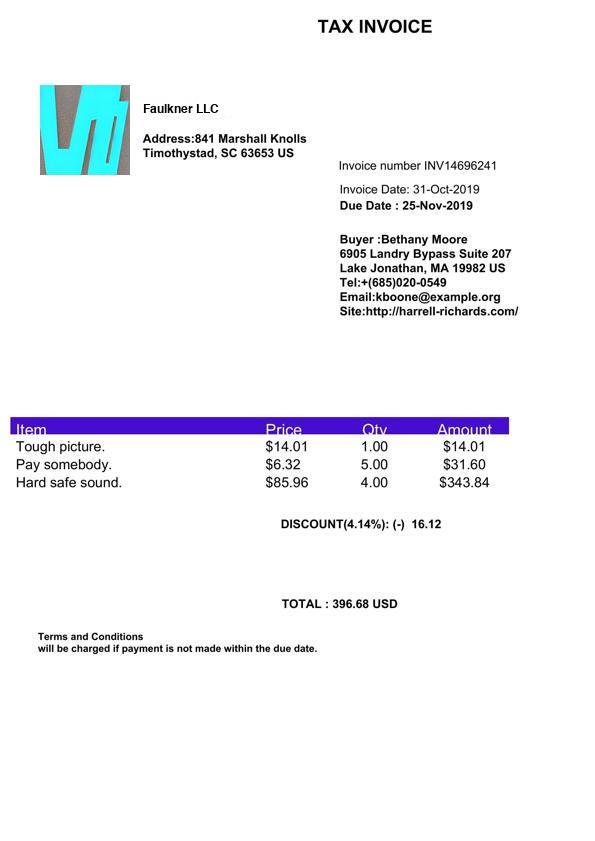 TAX INVOICE
Faulkner LLC
Address:841 Marshall Knolls
Timothystad, SC 63653 US
Invoice number INV14696241
Invoice Date: 31-Oct-2019
Due Date : 25-Nov-2019
Buyer :Bethany Moore
6905 Landry Bypass Suite 207
Lake Jonathan, MA 19982 US
Tel:+(685)020-0549
Email:kboone@example.org
Site:http://harrell-richards.com/
Item Price Qty Amount
Tough picture. $14.01 1.00 $14.01
Pay somebody. $6.32 5.00 $31.60
Hard safe sound. $85.96 4.00 $343.84
DISCOUNT(4.14%): (-) 16.12
TOTAL : 396.68 USD
Terms and Conditions
will be charged if payment is not made within the due date.